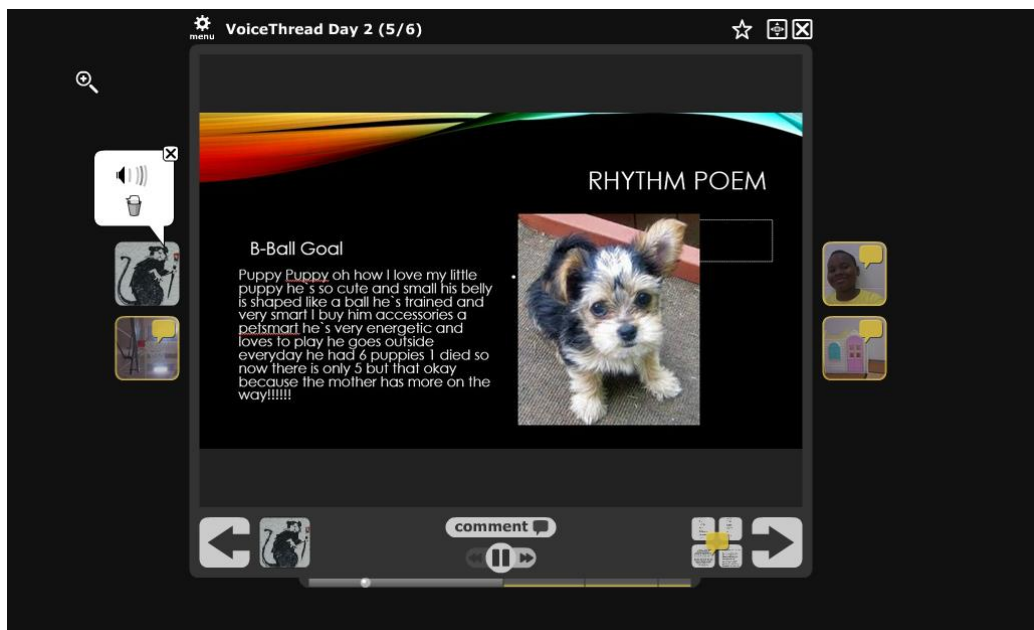 menu
VoiceThread Day 2 (5/6)
RHYTHM POEM
B-Ball Goal
Puppy Puppy oh how I love my little
puppy he`s so cute and small his belly
is shaped like a ball he`s trained and
very smart I buy him accessories a
petsmart he`s very energetic and
loves to play he goes outside
everyday he had 6 puppies 1 died so
now there is only 5 but that okay
because the mother has more on the
way!!!!!!
comment